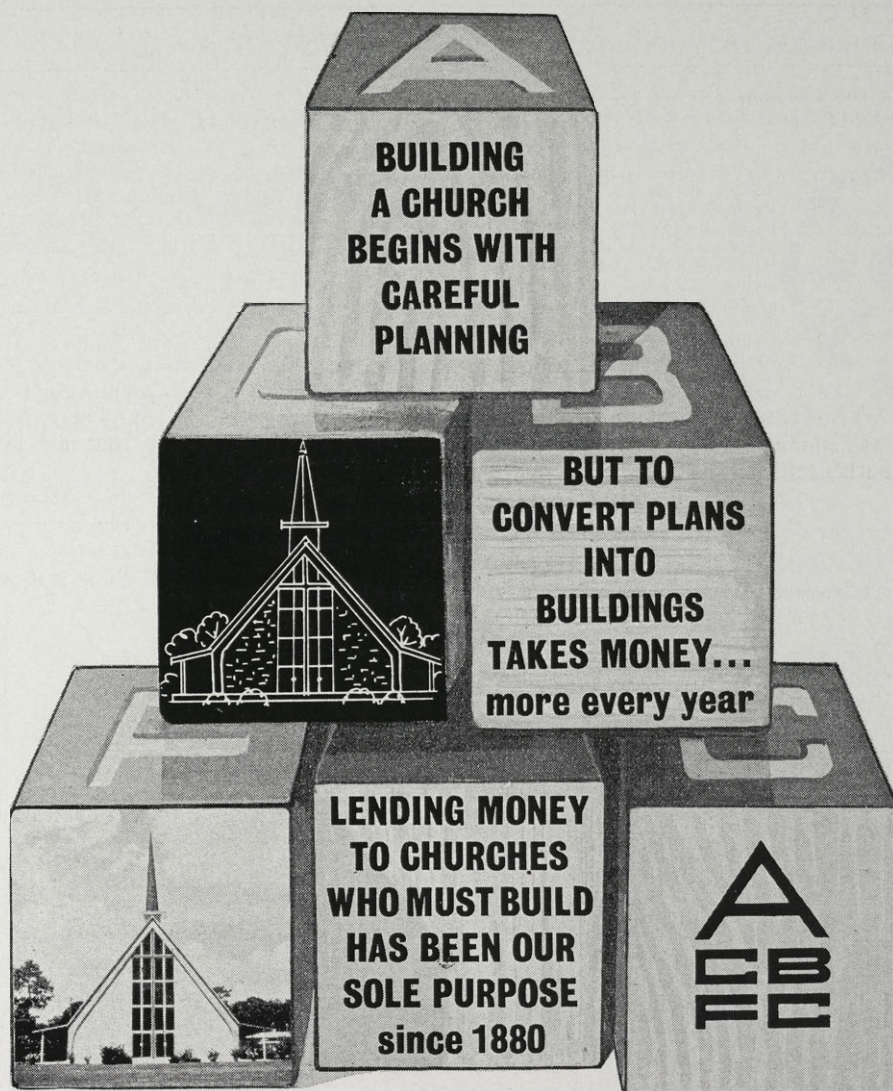 A
BUILDING
A CHURCH
BEGINS WITH
CAREFUL
PLANNING
B
BUT TO
CONVERT PLANS
INTO
BUILDINGS
TAKES MONEY...
more every year
F
C
LENDING MONEY
TO CHURCHES
WHO MUST BUILD
HAS BEEN OUR
SOLE PURPOSE
since 1880
A
CB
FC